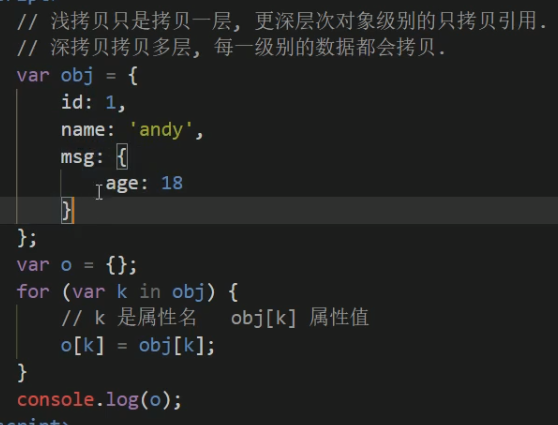 // 浅拷贝只是拷贝一层, 更深层次对象级别的只拷贝引用.
// 深拷贝拷贝多层, 每一级别的数据都会拷贝.
var obj = {
    id: 1,
    name: 'andy',
    msg: {
        age: 18
    }
};
var o = {};
for (var k in obj) {
    // k 是属性名   obj[k] 属性值
    o[k] = obj[k];
}
console.log(o);